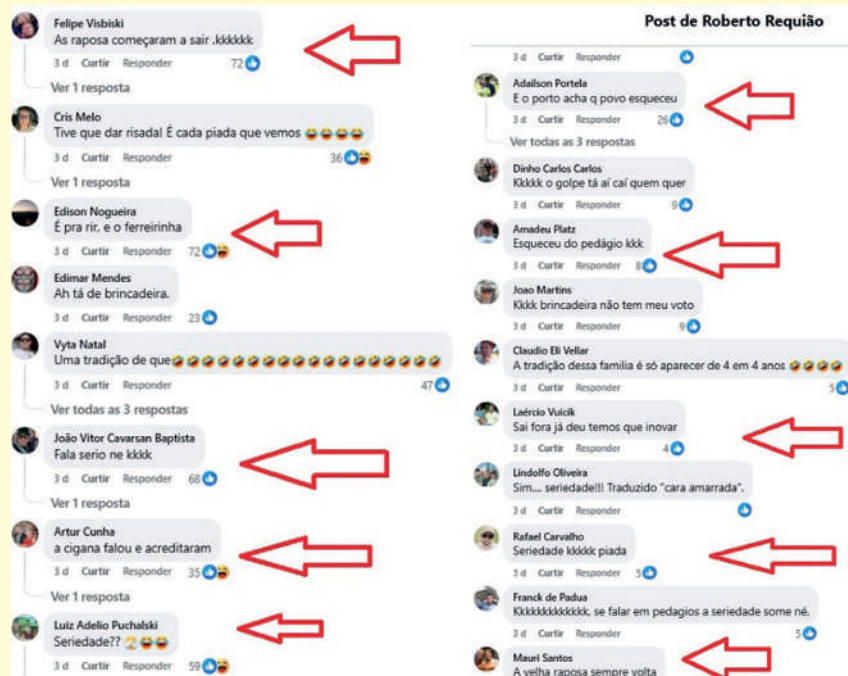 Felipe Visbiski
As raposa começaram a sair .kkkkkk
3 d Curtir Responder 72
Ver 1 resposta
Cris Melo
Tive que dar risada! É cada piada que vemos 😂😂😂😂
3 d Curtir Responder 36
Ver 1 resposta
Edison Nogueira
É pra rir, e o ferreirinha
3 d Curtir Responder 72
Edimar Mendes
Ah tá de brincadeira.
3 d Curtir Responder 23
Vyta Natal
Uma tradição de que🤣🤣🤣🤣🤣🤣🤣🤣🤣🤣🤣🤣🤣🤣🤣🤣🤣🤣
3 d Curtir Responder 47
Ver todas as 3 respostas
João Vitor Cavarsan Baptista
Fala serio ne kkkk
3 d Curtir Responder 68
Ver 1 resposta
Artur Cunha
a cigana falou e acreditaram
3 d Curtir Responder 35
Ver 1 resposta
Luiz Adelio Puchalski
Seriedade??
3 d Curtir Responder 59
Post de Roberto Requião
3 d Curtir Responder
Adailson Portela
E o porto acha q povo esqueceu
3 d Curtir Responder 26
Ver todas as 3 respostas
Dinho Carlos Carlos
Kkkkk o golpe tá aí caí quem quer
3 d Curtir Responder 9
Amadeu Platz
Esqueceu do pedágio kkk
3 d Curtir Responder 8
Joao Martins
Kkkk brincadeira não tem meu voto
3 d Curtir Responder 9
Claudio Eli Vellar
A tradição dessa familia é só aparecer de 4 em 4 anos 🤣🤣🤣🤣
3 d Curtir Responder 5
Laércio Vuicik
Sai fora já deu temos que inovar
3 d Curtir Responder 4
Lindolfo Oliveira
Sim.... seriedade!!! Traduzido "cara amarrada".
3 d Curtir Responder
Rafael Carvalho
Seriedade kkkkk piada
3 d Curtir Responder 5
Franck de Padua
Kkkkkkkkkkkk, se falar em pedagios a seriedade some né.
3 d Curtir Responder 5
Mauri Santos
A velha raposa sempre volta